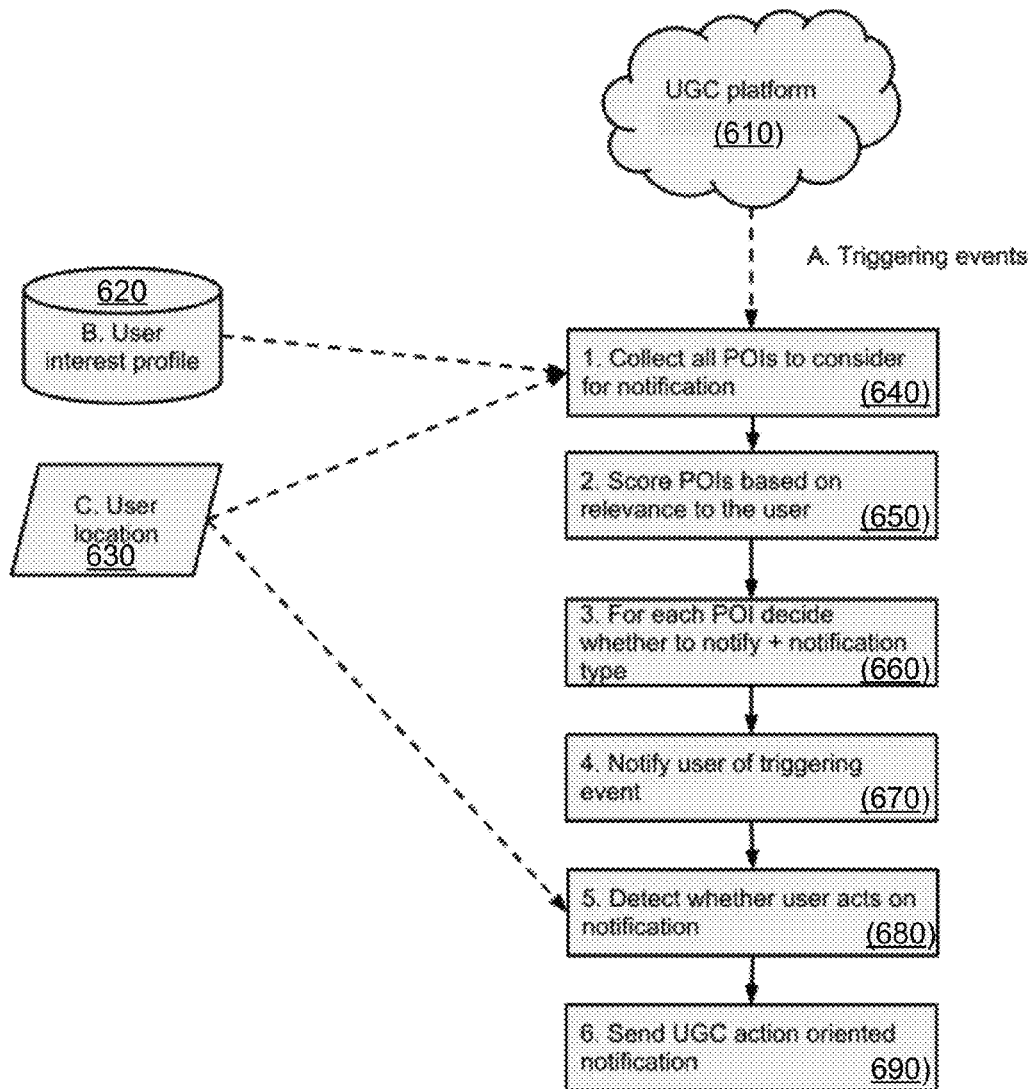 UGC platform
(610)
A. Triggering events
620
B. User
interest profile
C. User
location
630
1. Collect all POIs to consider
for notification
(640)
2. Score POIs based on
relevance to the user
(650)
3. For each POI decide
whether to notify + notification
type
(660)
4. Notify user of triggering
event
(670)
5. Detect whether user acts on
notification
(680)
6. Send UGC action oriented
notification
690)